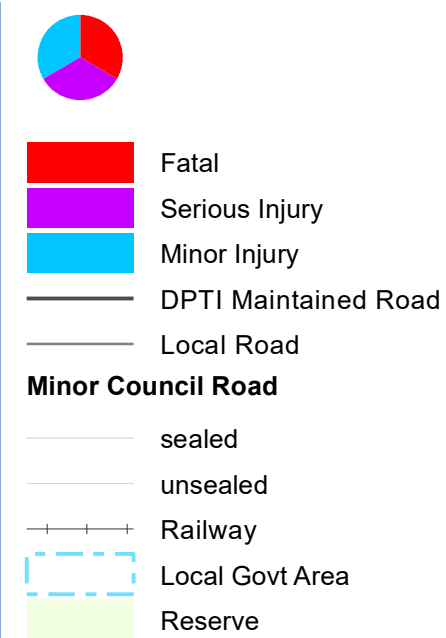 Fatal
Serious Injury
Minor Injury
DPTI Maintained Road
Local Road
Minor Council Road
sealed
unsealed
Railway
Local Govt Area
Reserve